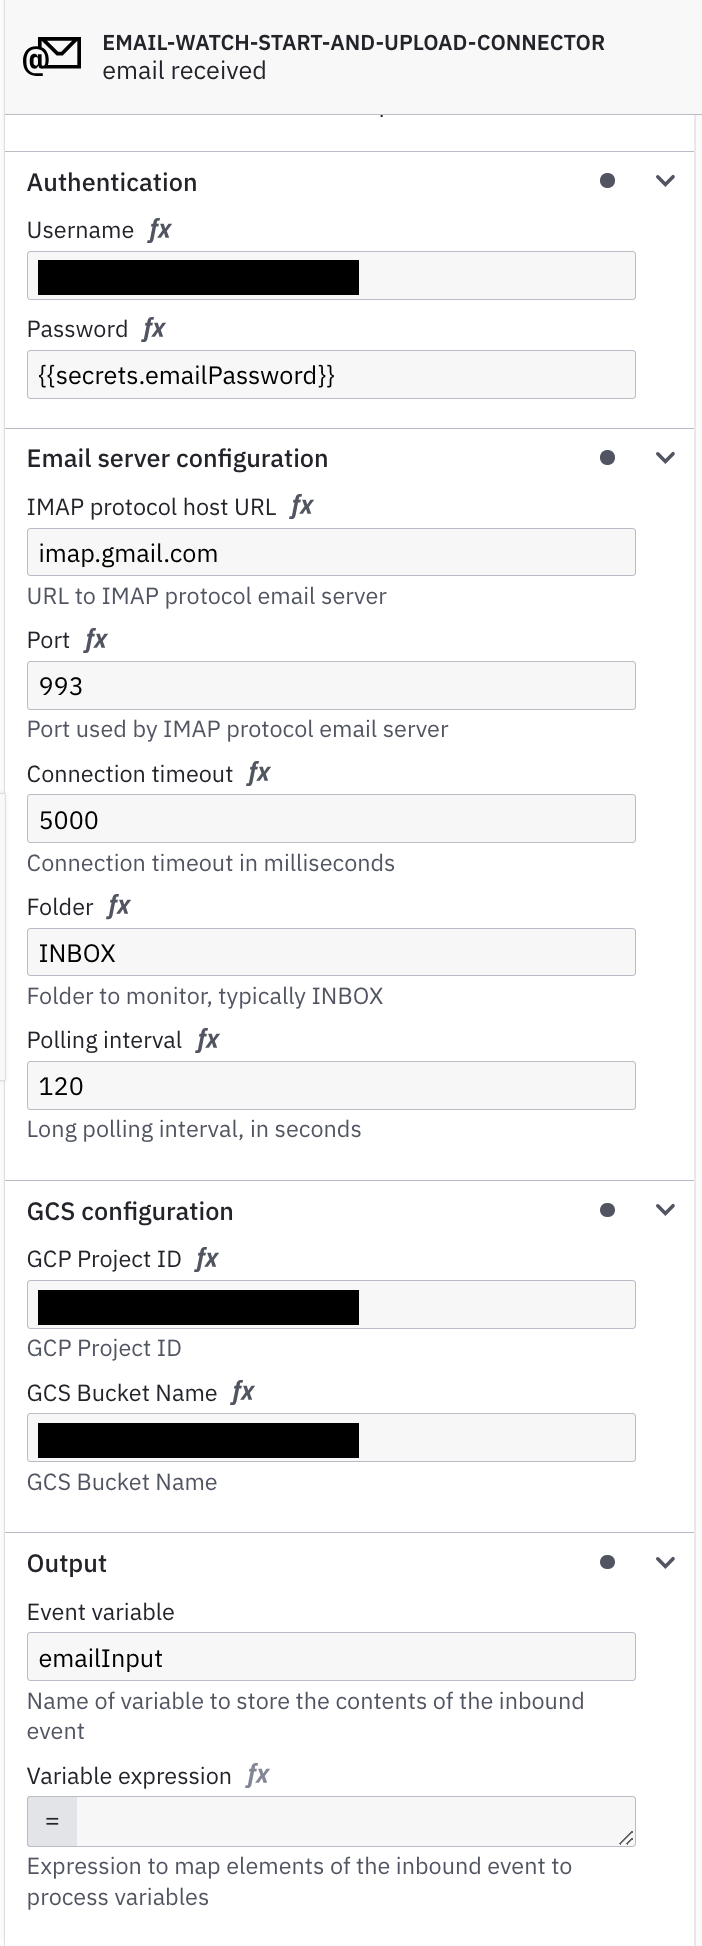 EMAIL-WATCH-START-AND-UPLOAD-CONNECTOR
email received
Authentication
Username fx
Password fx
{{secrets.emailPassword}}
Email server configuration
IMAP protocol host URL fx
imap.gmail.com
URL to IMAP protocol email server
Port fx
993
Port used by IMAP protocol email server
Connection timeout fx
5000
Connection timeout in milliseconds
Folder fx
INBOX
Folder to monitor, typically INBOX
Polling interval fx
120
Long polling interval, in seconds
GCS configuration
GCP Project ID fx
GCP Project ID
GCS Bucket Name fx
GCS Bucket Name
Output
Event variable
emailInput
Name of variable to store the contents of the inbound
event
Variable expression fx
=
Expression to map elements of the inbound event to
process variables